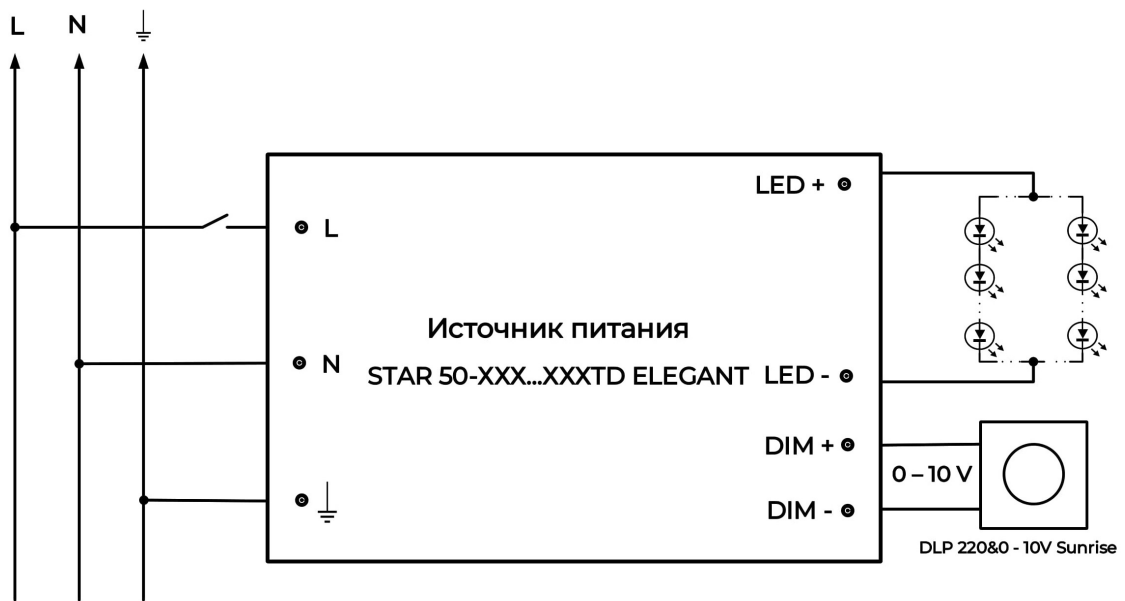 L N
LED +
L
Источник питания
N
STAR 50-XXX...XXXTD ELEGANT
LED -
DIM +
0 – 10 V
DIM -
DLP 220&0 - 10V Sunrise